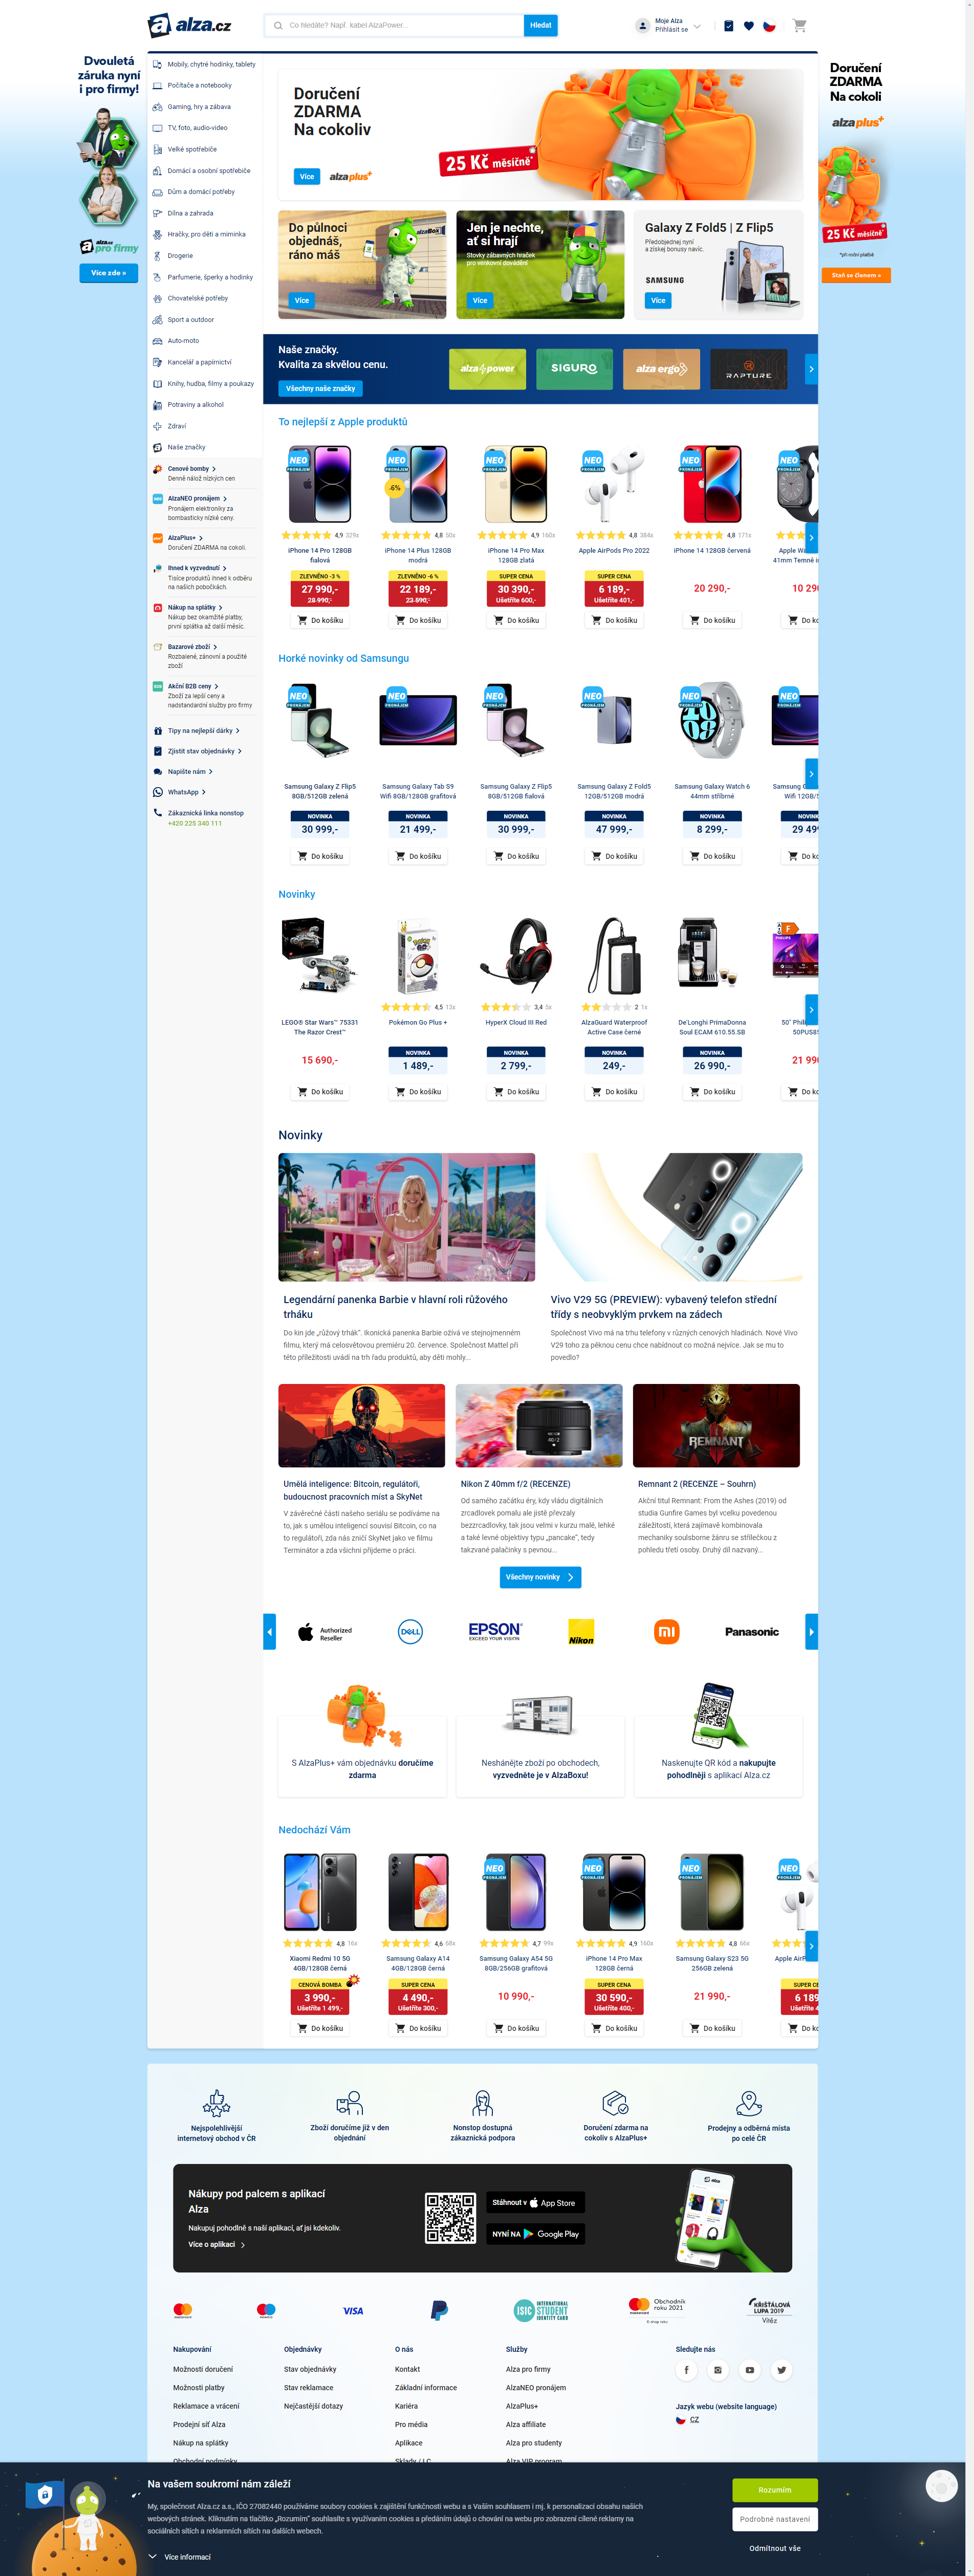 alza.cz
Co hledáte? Např. kabel AlzaPower...
Hledat
Moje Alza
Přihlásit se
Dvouletá
záruka nyní
i pro firmy!
alza.cz
pro firmy
Více zde »
Doručení
ZDARMA
Na cokoli
alzaplus+
25 Kč měsíčně*
*při roční platbě
Staň se členem »
Mobily, chytré hodinky, tablety
Počítače a notebooky
Gaming, hry a zábava
TV, foto, audio-video
Velké spotřebiče
Domácí a osobní spotřebiče
Dům a domácí potřeby
Dílna a zahrada
Hračky, pro děti a miminka
Drogerie
Parfumerie, šperky a hodinky
Chovatelské potřeby
Sport a outdoor
Auto-moto
Kancelář a papírnictví
Knihy, hudba, filmy a poukazy
Potraviny a alkohol
Zdraví
Naše značky
Cenové bomby
Denně nálož nízkých cen
AlzaNEO pronájem
Pronájem elektroniky za
bombasticky nízké ceny.
AlzaPlus+
Doručení ZDARMA na cokoli.
Ihned k vyzvednutí
Tisíce produktů ihned k odběru
na našich pobočkách.
Nákup na splátky
Nákup bez okamžité platby,
první splátka až další měsíc.
Bazarové zboží
Rozbalené, zánovní a použité
zboží
Akční B2B ceny
Zboží za lepší ceny a
nadstandardní služby pro firmy
Tipy na nejlepší dárky
Zjistit stav objednávky
Napište nám
WhatsApp
Zákaznická linka nonstop
+420 225 340 111
Doručení
ZDARMA
Na cokoliv
Více
alzaplus+
25 Kč měsíčně*
Do půlnoci
objednáš,
ráno máš
Více
Jen je nechte,
ať si hrají
Stovky zábavných hraček
pro venkovní dovádění
Více
Galaxy Z Fold5 | Z Flip5
Předobjednej nyní
a získej bonusy navíc.
SAMSUNG
Více
Naše značky.
Kvalita za skvělou cenu.
Všechny naše značky
alza power
SIGURO
alza ergo
RAPTURE
To nejlepší z Apple produktů
NEO PRONÁJEM
NEO PRONÁJEM
-6%
NEO PRONÁJEM
NEO PRONÁJEM
NEO PRONÁJEM
NEO PRONÁJEM
4,9 329x
4,8 50x
4,9 160x
4,8 384x
4,8 171x
iPhone 14 Pro 128GB
fialová
iPhone 14 Plus 128GB
modrá
iPhone 14 Pro Max
128GB zlatá
Apple AirPods Pro 2022
iPhone 14 128GB červená
Apple Wa
41mm Temně in
ZLEVNĚNO -3 %
27 990,-
28 990,-
ZLEVNĚNO -6 %
22 189,-
23 590,-
SUPER CENA
30 390,-
Ušetříte 600,-
SUPER CENA
6 189,-
Ušetříte 401,-
20 290,-
10 290
Do košíku
Do košíku
Do košíku
Do košíku
Do košíku
Do ko
Horké novinky od Samsungu
NEO PRONÁJEM
NEO PRONÁJEM
NEO PRONÁJEM
NEO PRONÁJEM
NEO PRONÁJEM
NEO PRONÁJEM
Samsung Galaxy Z Flip5
8GB/512GB zelená
Samsung Galaxy Tab S9
Wifi 8GB/128GB grafitová
Samsung Galaxy Z Flip5
8GB/512GB fialová
Samsung Galaxy Z Fold5
12GB/512GB modrá
Samsung Galaxy Watch 6
44mm stříbrné
Samsung G
Wifi 12GB/5
NOVINKA
30 999,-
NOVINKA
21 499,-
NOVINKA
30 999,-
NOVINKA
47 999,-
NOVINKA
8 299,-
NOVINK
29 499
Do košíku
Do košíku
Do košíku
Do košíku
Do košíku
Do ko
Novinky
4,5 13x
3,4 5x
2 1x
LEGO® Star Wars™ 75331
The Razor Crest™
Pokémon Go Plus +
HyperX Cloud III Red
AlzaGuard Waterproof
Active Case černé
De'Longhi PrimaDonna
Soul ECAM 610.55.SB
50" Phili
50PUS85
15 690,-
NOVINKA
1 489,-
NOVINKA
2 799,-
NOVINKA
249,-
NOVINKA
26 990,-
21 990
Do košíku
Do košíku
Do košíku
Do košíku
Do košíku
Do ko
Novinky
Legendární panenka Barbie v hlavní roli růžového
trháku
Do kin jde „růžový trhák“. Ikonická panenka Barbie ožívá ve stejnojmenném
filmu, který má celosvětovou premiéru 20. července. Společnost Mattel při
této příležitosti uvádí na trh řadu produktů, aby děti mohly...
Vivo V29 5G (PREVIEW): vybavený telefon střední
třídy s neobvyklým prvkem na zádech
Společnost Vivo má na trhu telefony v různých cenových hladinách. Nové Vivo
V29 toho za pěknou cenu chce nabídnout co možná nejvíce. Jak se mu to
povedlo?
REMNANT
Umělá inteligence: Bitcoin, regulátoři,
budoucnost pracovních míst a SkyNet
V závěrečné části našeho seriálu se podíváme na
to, jak s umělou inteligencí souvisí Bitcoin, co na
to regulátoři, zda nás zničí SkyNet jako ve filmu
Terminátor a zda všichni přijdeme o práci.
Nikon Z 40mm f/2 (RECENZE)
Od samého začátku éry, kdy vládu digitálních
zrcadlovek pomalu ale jistě převzaly
bezzrcadlovky, tak jsou velmi v kurzu malé, lehké
a také levné objektivy typu „pancake“, tedy
takzvané palačinky s pevnou...
Remnant 2 (RECENZE – Souhrn)
Akční titul Remnant: From the Ashes (2019) od
studia Gunfire Games byl vcelku povedenou
záležitostí, která zajímavě kombinovala
mechaniky soulsborne žánru se střílečkou z
pohledu třetí osoby. Druhý díl nazvaný...
Všechny novinky
Authorized
Reseller
DELL
EPSON
EXCEED YOUR VISION
Nikon
Panasonic
S AlzaPlus+ vám objednávku doručíme
zdarma
Neshánějte zboží po obchodech,
vyzvedněte je v AlzaBoxu!
Naskenujte QR kód a nakupujte
pohodlněji s aplikací Alza.cz
Nedochází Vám
NEO PRONÁJEM
NEO PRONÁJEM
NEO PRONÁJEM
NEO PRONÁJEM
4,8 16x
4,6 68x
4,7 99x
4,9 160x
4,8 66x
Xiaomi Redmi 10 5G
4GB/128GB černá
Samsung Galaxy A14
4GB/128GB černá
Samsung Galaxy A54 5G
8GB/256GB grafitová
iPhone 14 Pro Max
128GB černá
Samsung Galaxy S23 5G
256GB zelená
Apple AirP
CENOVÁ BOMBA
3 990,-
Ušetříte 1 499,-
SUPER CENA
4 490,-
Ušetříte 300,-
10 990,-
SUPER CENA
30 590,-
Ušetříte 400,-
21 990,-
SUPER CE
6 189
Ušetříte 4
Do košíku
Do košíku
Do košíku
Do košíku
Do košíku
Do ko
Nejspolehlivější
internetový obchod v ČR
Zboží doručíme již v den
objednání
Nonstop dostupná
zákaznická podpora
Doručení zdarma na
cokoliv s AlzaPlus+
Prodejny a odběrná místa
po celé ČR
Nákupy pod palcem s aplikací
Alza
Nakupuj pohodlně s naší aplikací, ať jsi kdekoliv.
Více o aplikaci
Stáhnout v App Store
NYNÍ NA Google Play
VISA
ISIC INTERNATIONAL
STUDENT
IDENTITY CARD
Obchodník
roku 2021
KŘIŠŤÁLOVÁ
LUPA 2019
Vítěz
Nakupování
Možnosti doručení
Možnosti platby
Reklamace a vrácení
Prodejní síť Alza
Nákup na splátky
Obchodní podmínky
Objednávky
Stav objednávky
Stav reklamace
Nejčastější dotazy
O nás
Kontakt
Základní informace
Kariéra
Pro média
Aplikace
Sklady / LC
Služby
Alza pro firmy
AlzaNEO pronájem
AlzaPlus+
Alza affiliate
Alza pro studenty
Alza VIP program
Sledujte nás
Jazyk webu (website language)
CZ
Na vašem soukromí nám záleží
My, společnost Alza.cz a.s., IČO 27082440 používáme soubory cookies k zajištění funkčnosti webu a s Vaším souhlasem i mj. k personalizaci obsahu našich
webových stránek. Kliknutím na tlačítko „Rozumím“ souhlasíte s využívaním cookies a předáním údajů o chování na webu pro zobrazení cílené reklamy na
sociálních sítích a reklamních sítích na dalších webech.
Více informací
Rozumím
Podrobné nastavení
Odmítnout vše